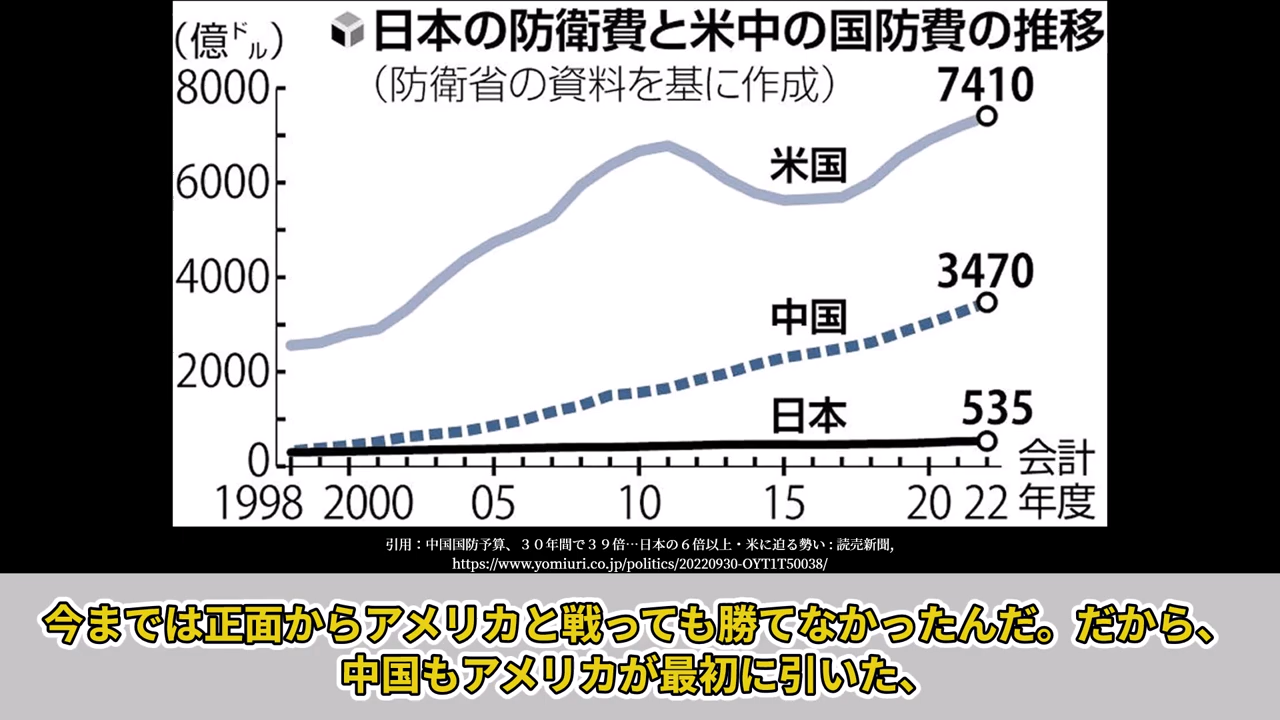 (億ドル)
日本の防衛費と米中の国防費の推移
(防衛省の資料を基に作成)
8000
6000
4000
2000
0
7410
米国
3470
中国
535
日本
1998 2000 05 10 15 20 22
会計
年度
引用：中国国防予算、３０年間で３９倍…日本の６倍以上・米に迫る勢い : 読売新聞,
https://www.yomiuri.co.jp/politics/20220930-OYT1T50038/
今までは正面からアメリカと戦っても勝てなかったんだ。だから、
中国もアメリカが最初に引いた、